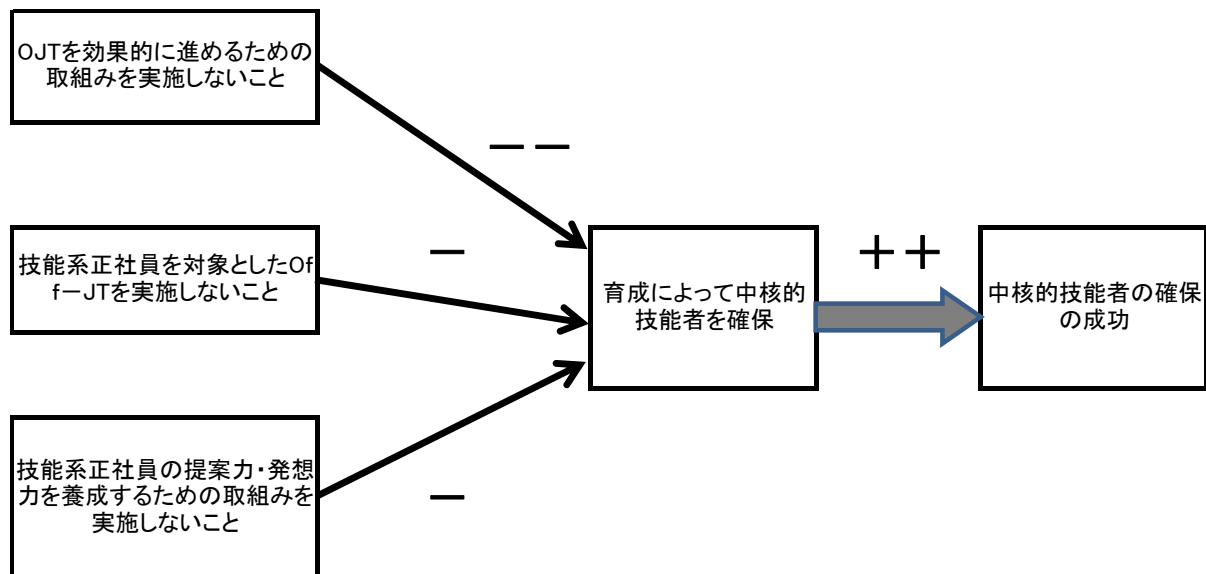 OJTを効果的に進めるための
取組みを実施しないこと
－－
技能系正社員を対象としたOf
f－JTを実施しないこと
－
育成によって中核的
技能者を確保
＋＋
中核的技能者の確保
の成功
技能系正社員の提案力・発想
力を養成するための取組みを
実施しないこと
－